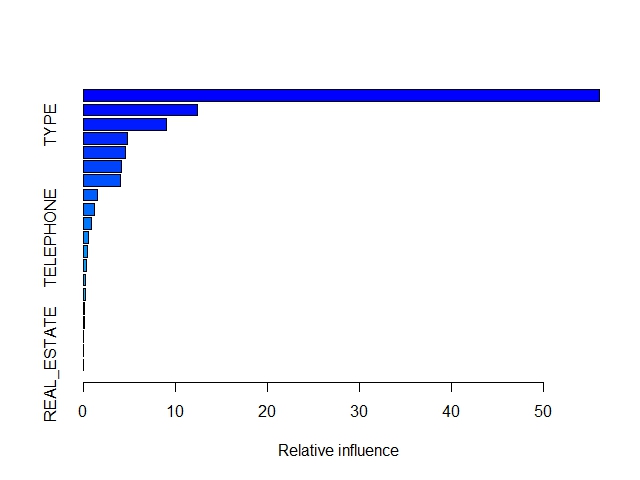 TYPE
TELEPHONE
REAL_ESTATE
0 10 20 30 40 50
Relative influence